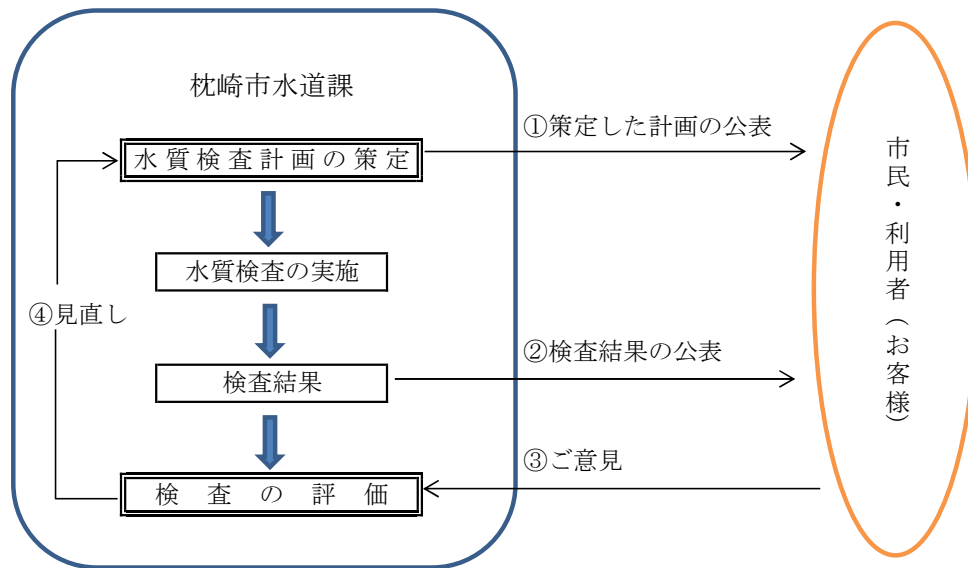 枕崎市水道課
①策定した計画の公表
水質検査計画の策定
市民・利用者(お客様)
水質検査の実施
④見直し
②検査結果の公表
検査結果
③ご意見
検査の評価